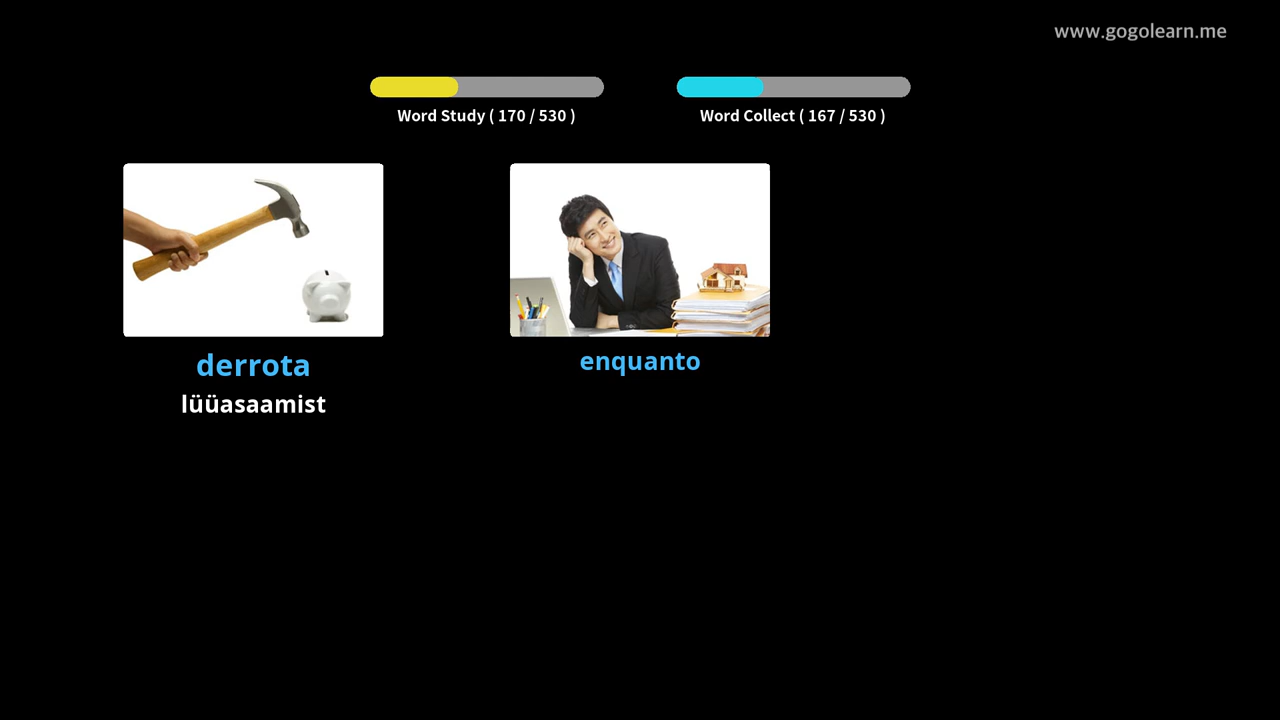 www.gogolearn.me
Word Study ( 170 / 530 )
Word Collect ( 167 / 530 )
derrota
lüüasaamist
enquanto